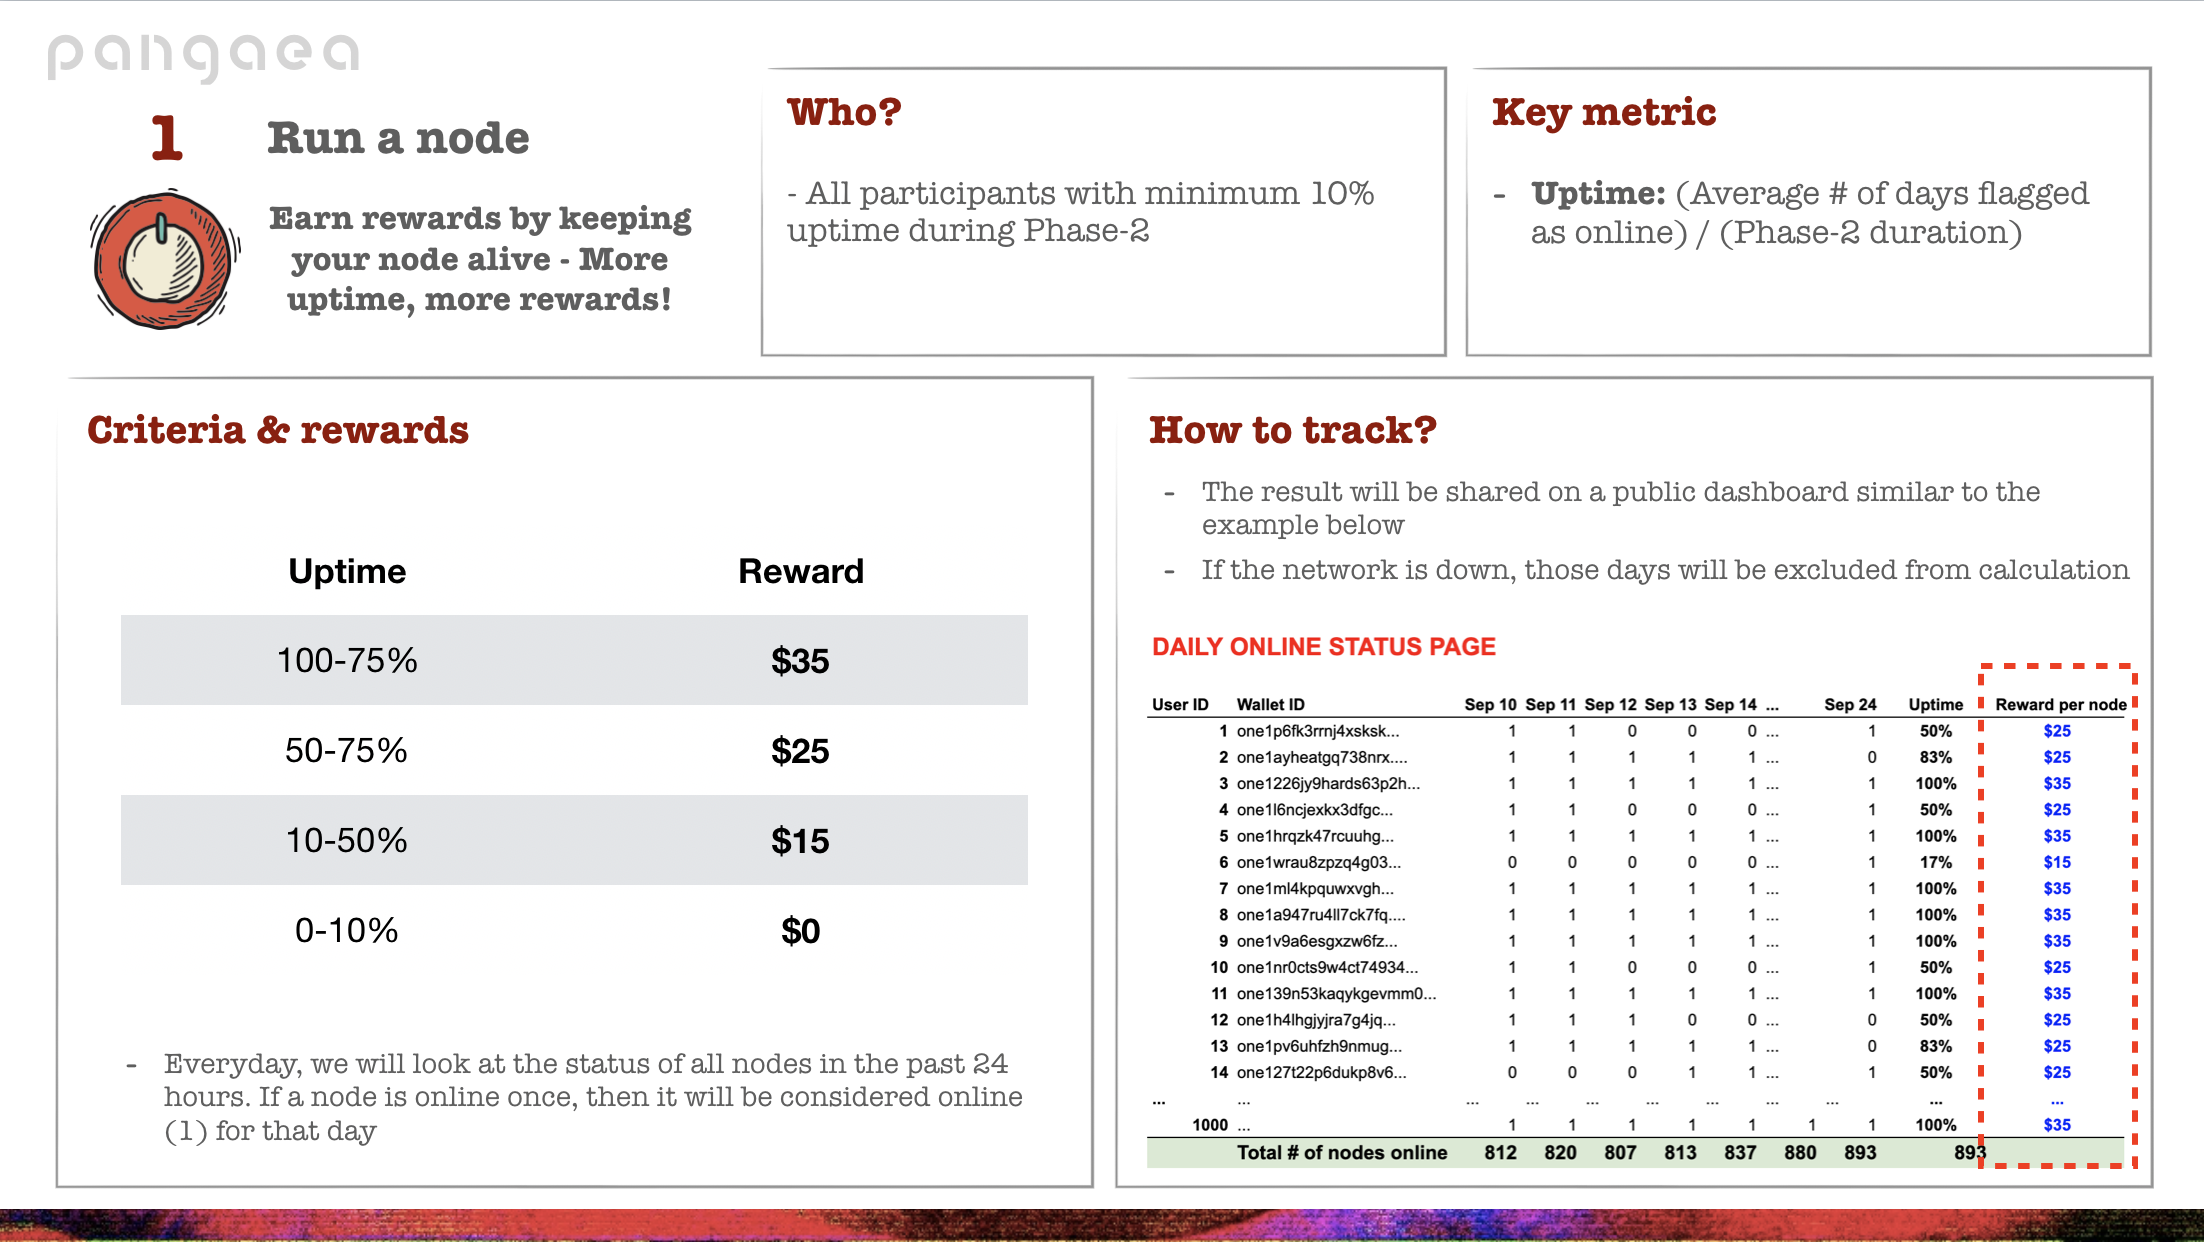 pangaea
1
Run a node
Earn rewards by keeping
your node alive - More
uptime, more rewards!
Who?
- All participants with minimum 10%
uptime during Phase-2
Key metric
- Uptime: (Average # of days flagged
as online) / (Phase-2 duration)
Criteria & rewards
Uptime Reward
100-75% $35
50-75% $25
10-50% $15
0-10% $0
- Everyday, we will look at the status of all nodes in the past 24
hours. If a node is online once, then it will be considered online
(1) for that day
How to track?
- The result will be shared on a public dashboard similar to the
example below
- If the network is down, those days will be excluded from calculation
DAILY ONLINE STATUS PAGE
User ID Wallet ID Sep 10 Sep 11 Sep 12 Sep 13 Sep 14 ... Sep 24 Uptime Reward per node
1 one1p6fk3rrnj4xsksk... 1 1 0 0 0 ... 1 50% $25
2 one1ayheatgq738nrx.... 1 1 1 1 1 ... 0 83% $25
3 one1226jy9hards63p2h... 1 1 1 1 1 ... 1 100% $35
4 one1l6ncjexkx3dfgc... 1 1 0 0 0 ... 1 50% $25
5 one1hrqzk47rcuuhg... 1 1 1 1 1 ... 1 100% $35
6 one1wrau8zpzq4g03... 0 0 0 0 0 ... 1 17% $15
7 one1ml4kpquwxvgh... 1 1 1 1 1 ... 1 100% $35
8 one1a947ru4ll7ck7fq.... 1 1 1 1 1 ... 1 100% $35
9 one1v9a6esgxzw6fz... 1 1 1 1 1 ... 1 100% $35
10 one1nr0cts9w4ct74934... 1 1 0 0 0 ... 1 50% $25
11 one139n53kaqykgevmm0... 1 1 1 1 1 ... 1 100% $35
12 one1h4lhgjyjra7g4jq... 1 1 1 0 0 ... 0 50% $25
13 one1pv6uhfzh9nmug... 1 1 1 1 1 ... 0 83% $25
14 one127t22p6dukp8v6... 0 0 0 1 1 ... 1 50% $25
... ... ... ... ... ... ... ... ... ... ...
1000 ... 1 1 1 1 1 1 1 100% $35
Total # of nodes online 812 820 807 813 837 880 893 893